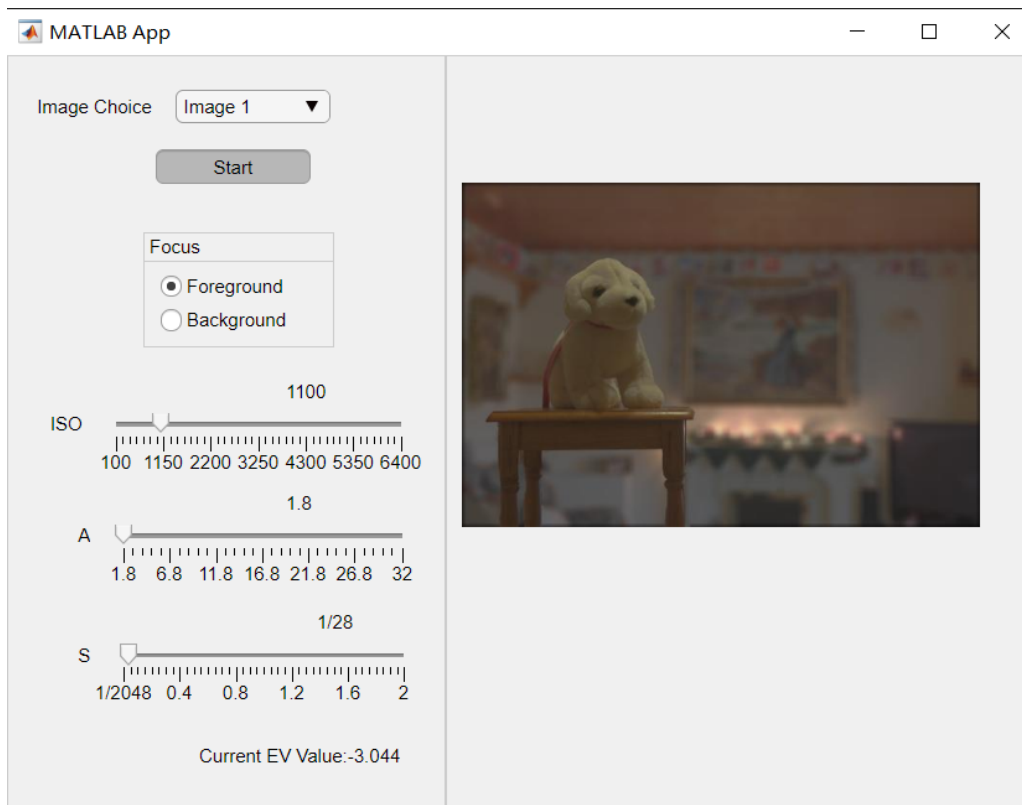 MATLAB App
Image Choice Image 1
Start
Focus
Foreground
Background
1100
ISO
100 1150 2200 3250 4300 5350 6400
1.8
A
1.8 6.8 11.8 16.8 21.8 26.8 32
1/28
S
1/2048 0.4 0.8 1.2 1.6 2
Current EV Value:-3.044